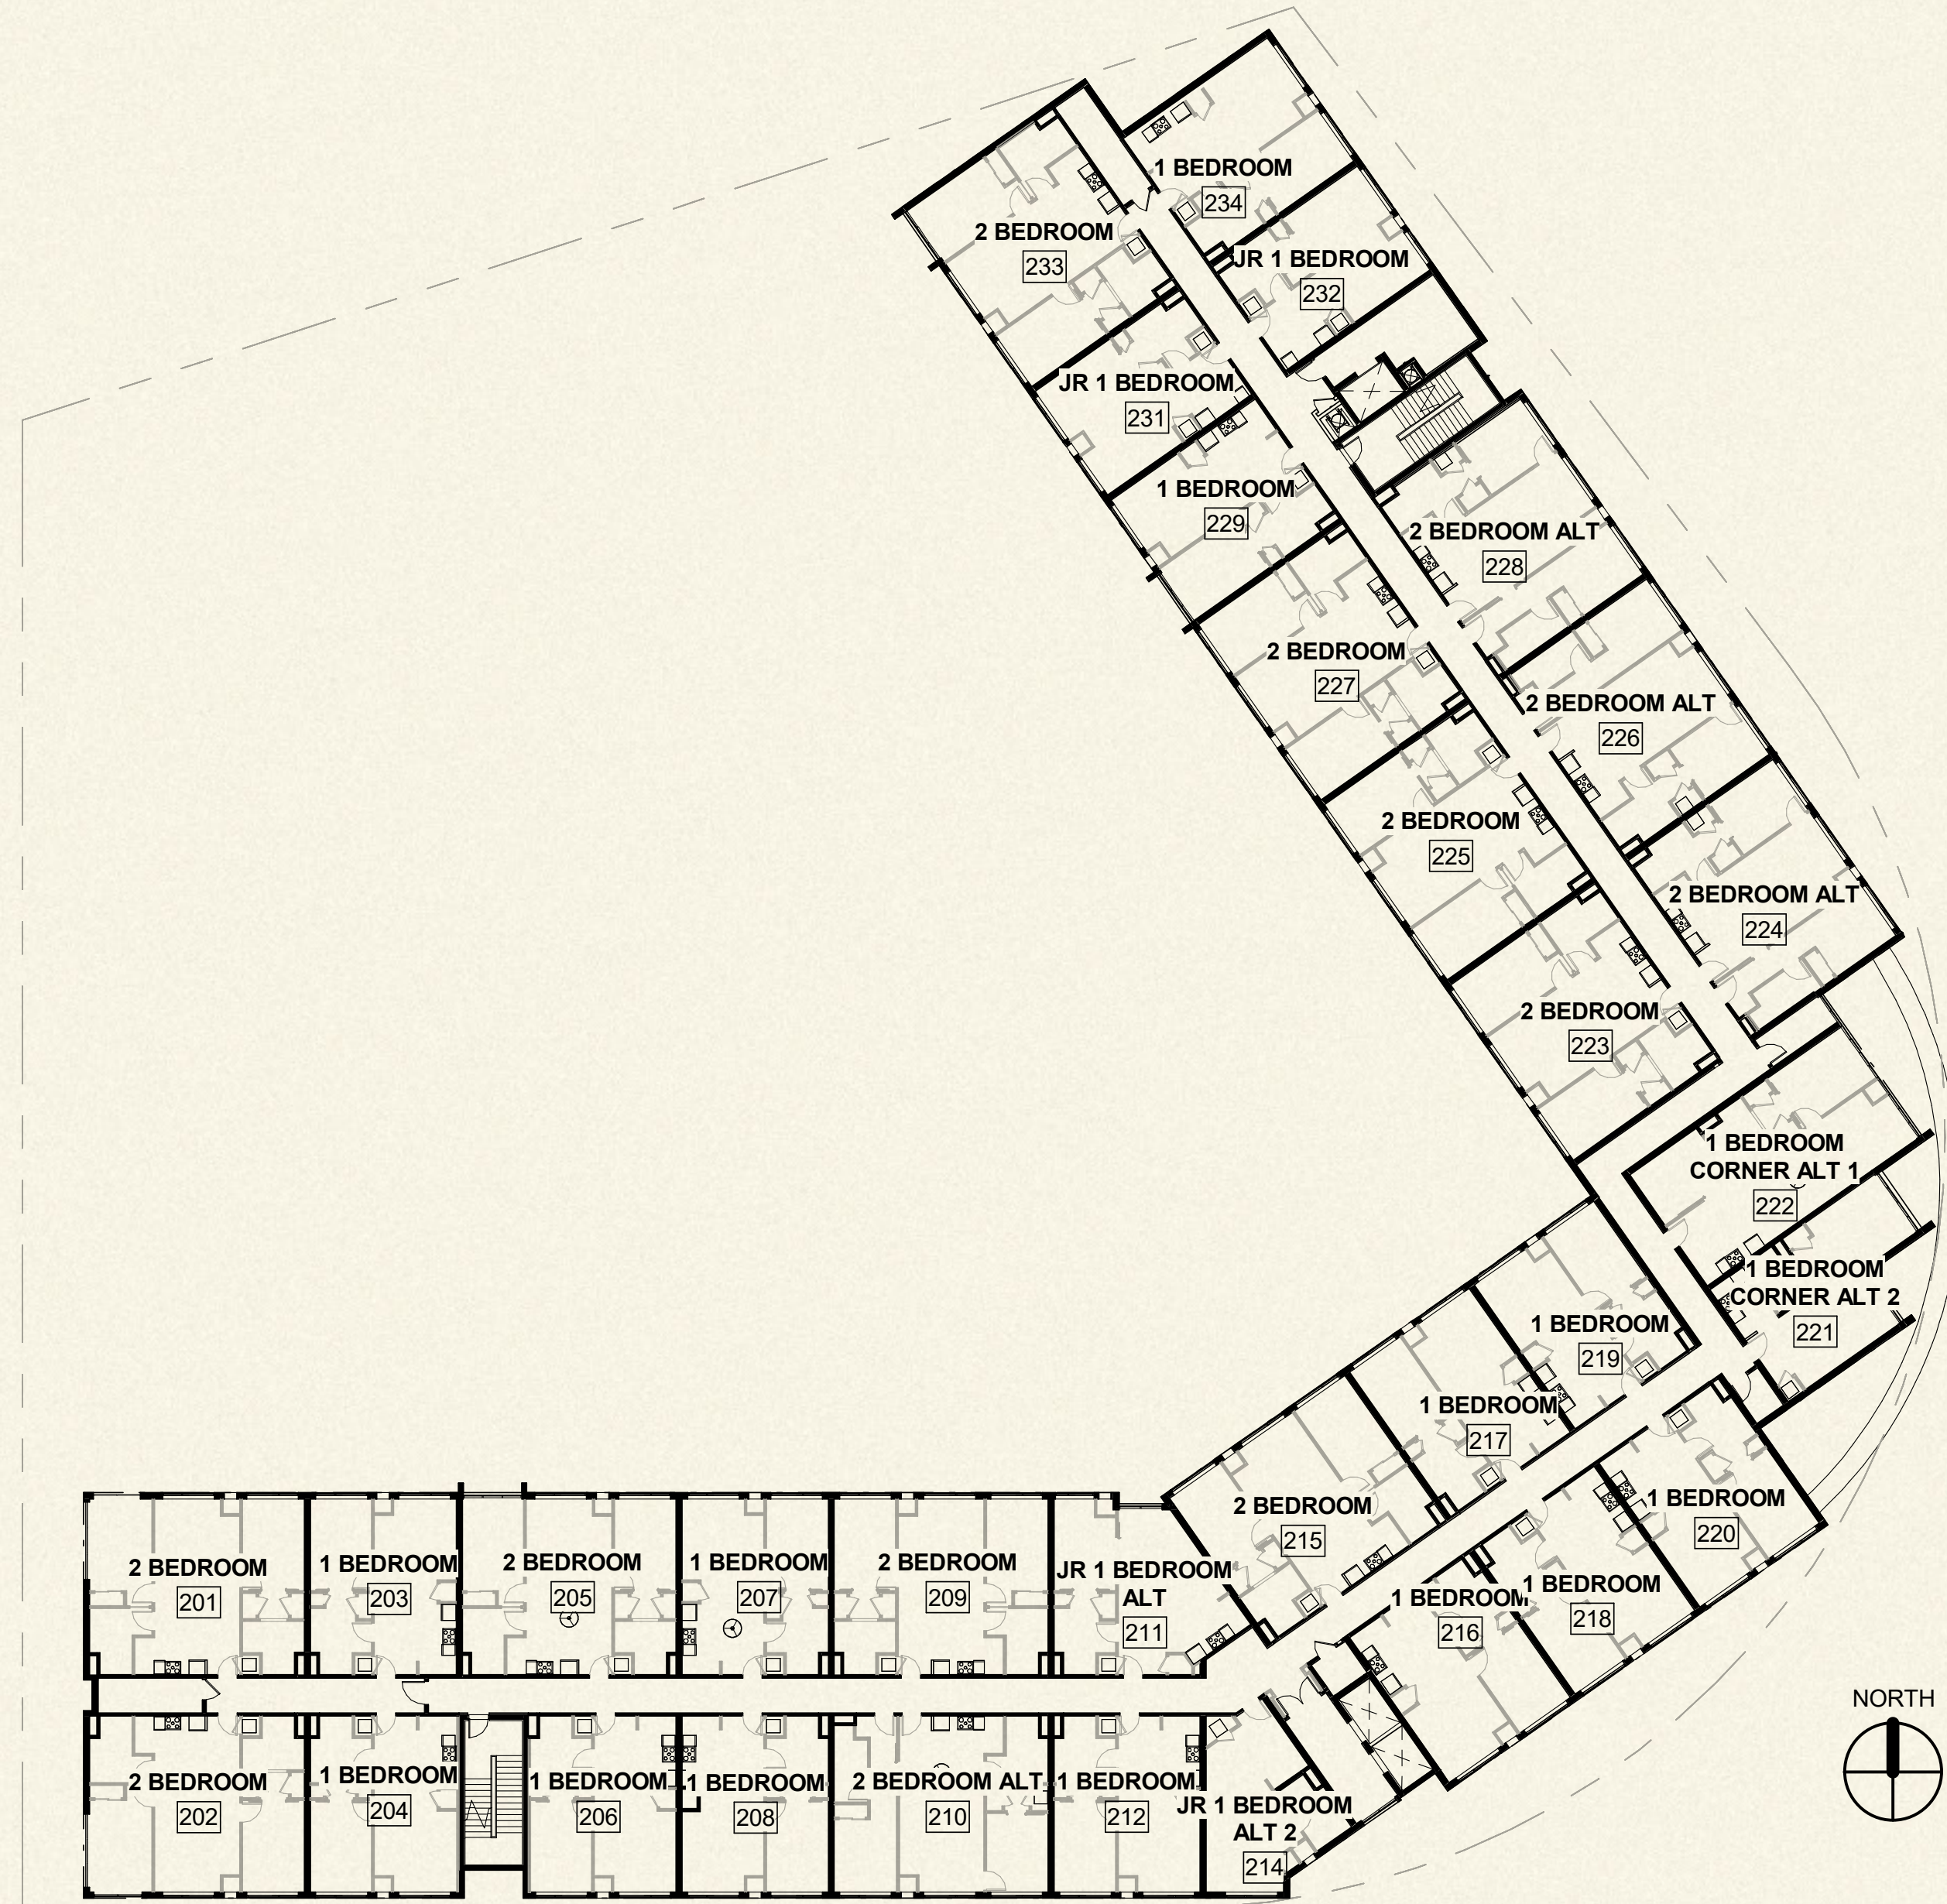 1 BEDROOM
234
2 BEDROOM
233
JR 1 BEDROOM
232
JR 1 BEDROOM
231
1 BEDROOM
229
2 BEDROOM ALT
228
2 BEDROOM
227
2 BEDROOM ALT
226
2 BEDROOM
225
2 BEDROOM ALT
224
2 BEDROOM
223
1 BEDROOM
CORNER ALT 1
222
1 BEDROOM
CORNER ALT 2
221
1 BEDROOM
219
1 BEDROOM
217
1 BEDROOM
220
2 BEDROOM
215
1 BEDROOM
218
1 BEDROOM
216
2 BEDROOM
201
1 BEDROOM
203
2 BEDROOM
205
1 BEDROOM
207
2 BEDROOM
209
JR 1 BEDROOM
ALT
211
2 BEDROOM
202
1 BEDROOM
204
1 BEDROOM
206
1 BEDROOM
208
2 BEDROOM ALT
210
1 BEDROOM
212
JR 1 BEDROOM
ALT 2
214
NORTH